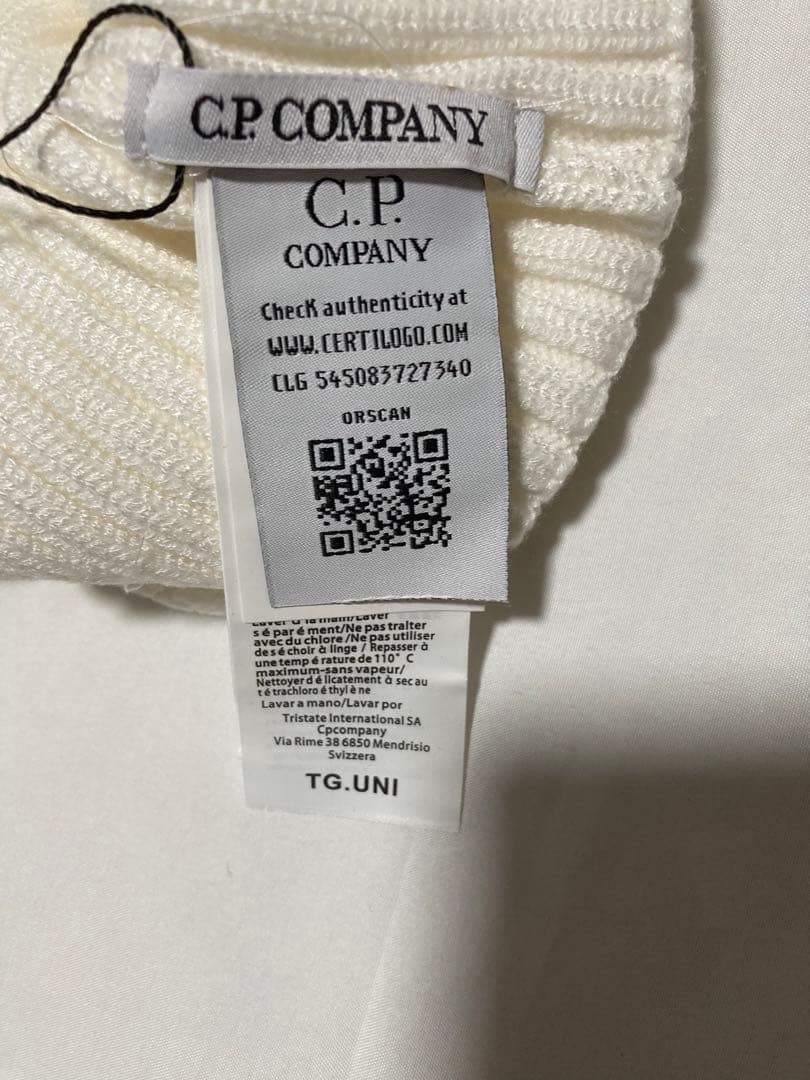 C.P. COMPANY
C.P.
COMPANY
Check authenticity at
WWW.CERTILOGO.COM
CLG 545083727340
ORSCAN
Laver à la main/Laver
s é par é ment/Ne pas tralter
avec du chlore /Ne pas utiliser
de s é choir à linge / Repasser à
une temp é rature de 110° C
maximum-sans vapeur/
Nettoyer d é licatement à sec au
t é trachloro é thyl è ne
Lavar a mano/Lavar por
Tristate International SA
Cpcompany
Via Rime 38 6850 Mendrisio
Svizzera
TG.UNI